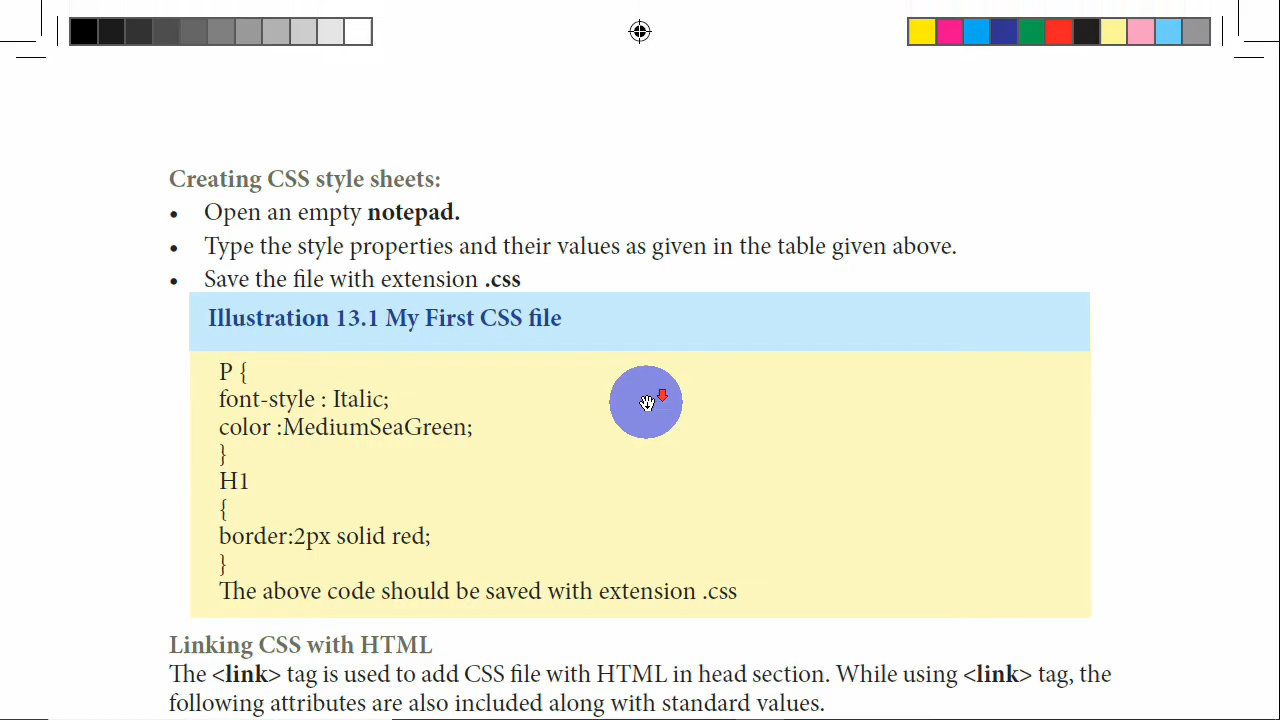 Creating CSS style sheets:
• Open an empty notepad.
• Type the style properties and their values as given in the table given above.
• Save the file with extension .css
Illustration 13.1 My First CSS file
P {
font-style : Italic;
color :MediumSeaGreen;
}
H1
{
border:2px solid red;
}
The above code should be saved with extension .css
Linking CSS with HTML
The <link> tag is used to add CSS file with HTML in head section. While using <link> tag, the
following attributes are also included along with standard values.